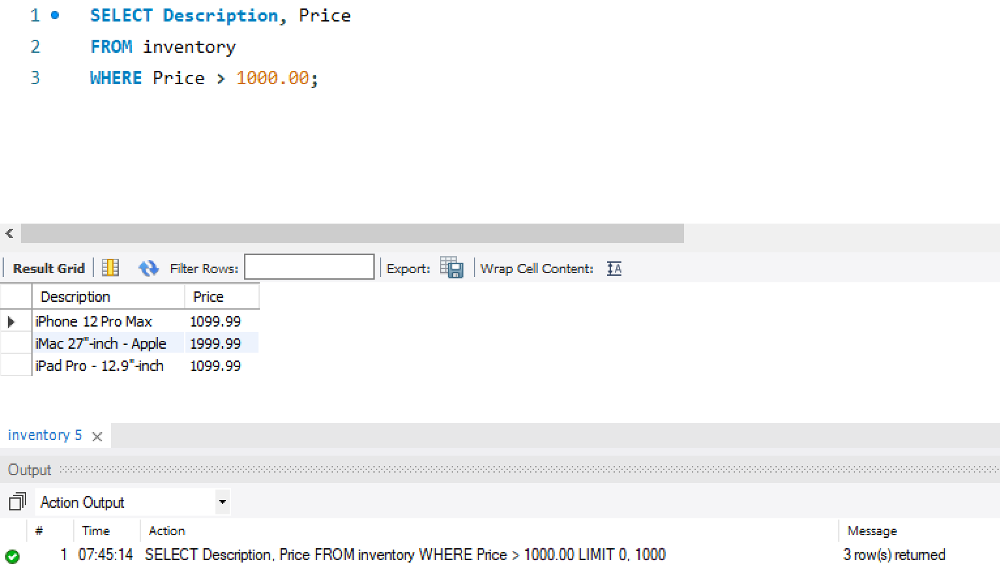 1 SELECT Description, Price
2 FROM inventory
3 WHERE Price > 1000.00;
Result Grid Filter Rows: Export: Wrap Cell Content: A
Description Price
iPhone 12 Pro Max 1099.99
iMac 27"-inch - Apple 1999.99
iPad Pro - 12.9"-inch 1099.99
inventory 5
Output
Action Output
# Time Action Message
1 07:45:14 SELECT Description, Price FROM inventory WHERE Price > 1000.00 LIMIT 0, 1000 3 row(s) returned